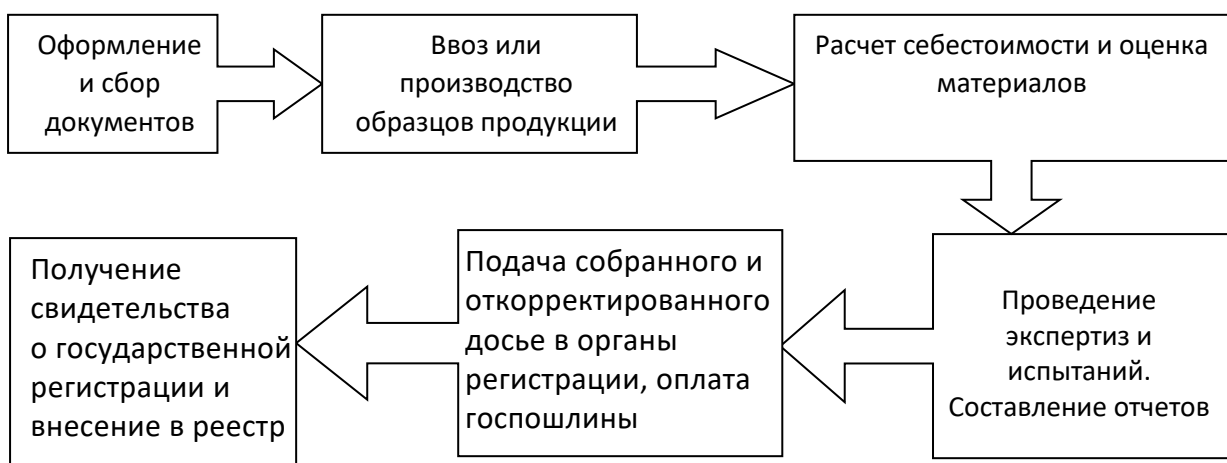 Оформление
и сбор
документов
Ввоз или
производство
образцов продукции
Расчет себестоимости и оценка
материалов
Проведение
экспертиз и
испытаний.
Составление отчетов
Подача собранного и
откорректированного
досье в органы
регистрации, оплата
госпошлины
Получение
свидетельства
о государственной
регистрации и
внесение в реестр